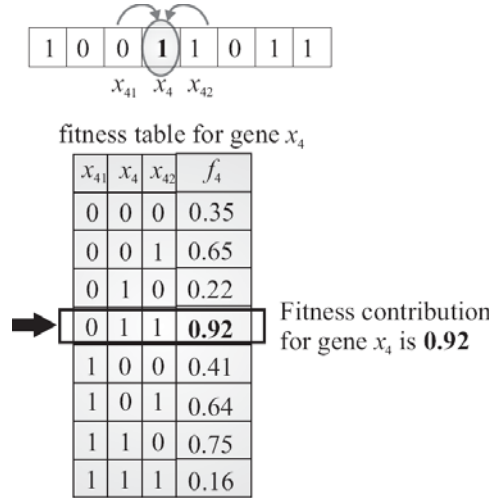 1 0 0 1 1 0 1 1
x41 x4 x42
fitness table for gene x4
x41 x4 x42 f4
0 0 0 0.35
0 0 1 0.65
0 1 0 0.22
0 1 1 0.92
1 0 0 0.41
1 0 1 0.64
1 1 0 0.75
1 1 1 0.16
Fitness contribution
for gene x4 is 0.92